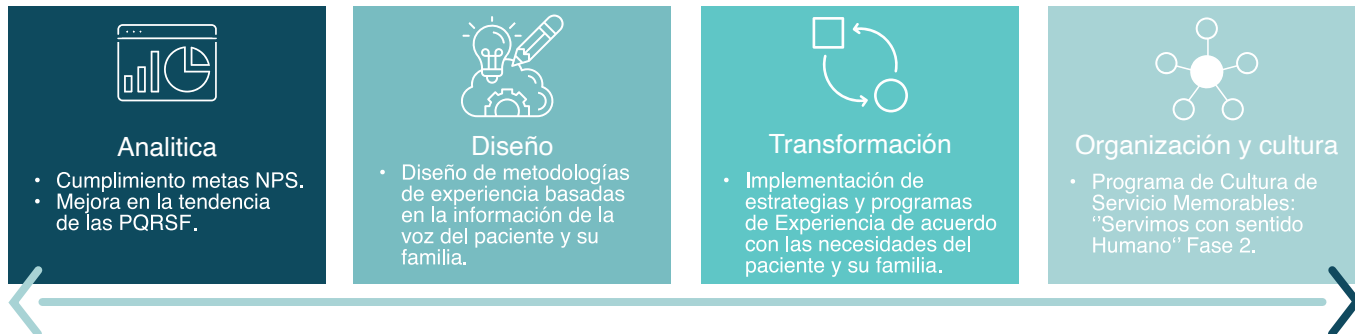 Analitica
• Cumplimiento metas NPS.
• Mejora en la tendencia
de las PQRSF.
Diseño
• Diseño de metodologías
de experiencia basadas
en la información de la
voz del paciente y su
familia.
Transformación
• Implementación de
estrategias y programas
de Experiencia de acuerdo
con las necesidades del
paciente y su familia.
Organización y cultura
• Programa de Cultura de
Servicio Memorables:
‘’Servimos con sentido
Humano‘’ Fase 2.